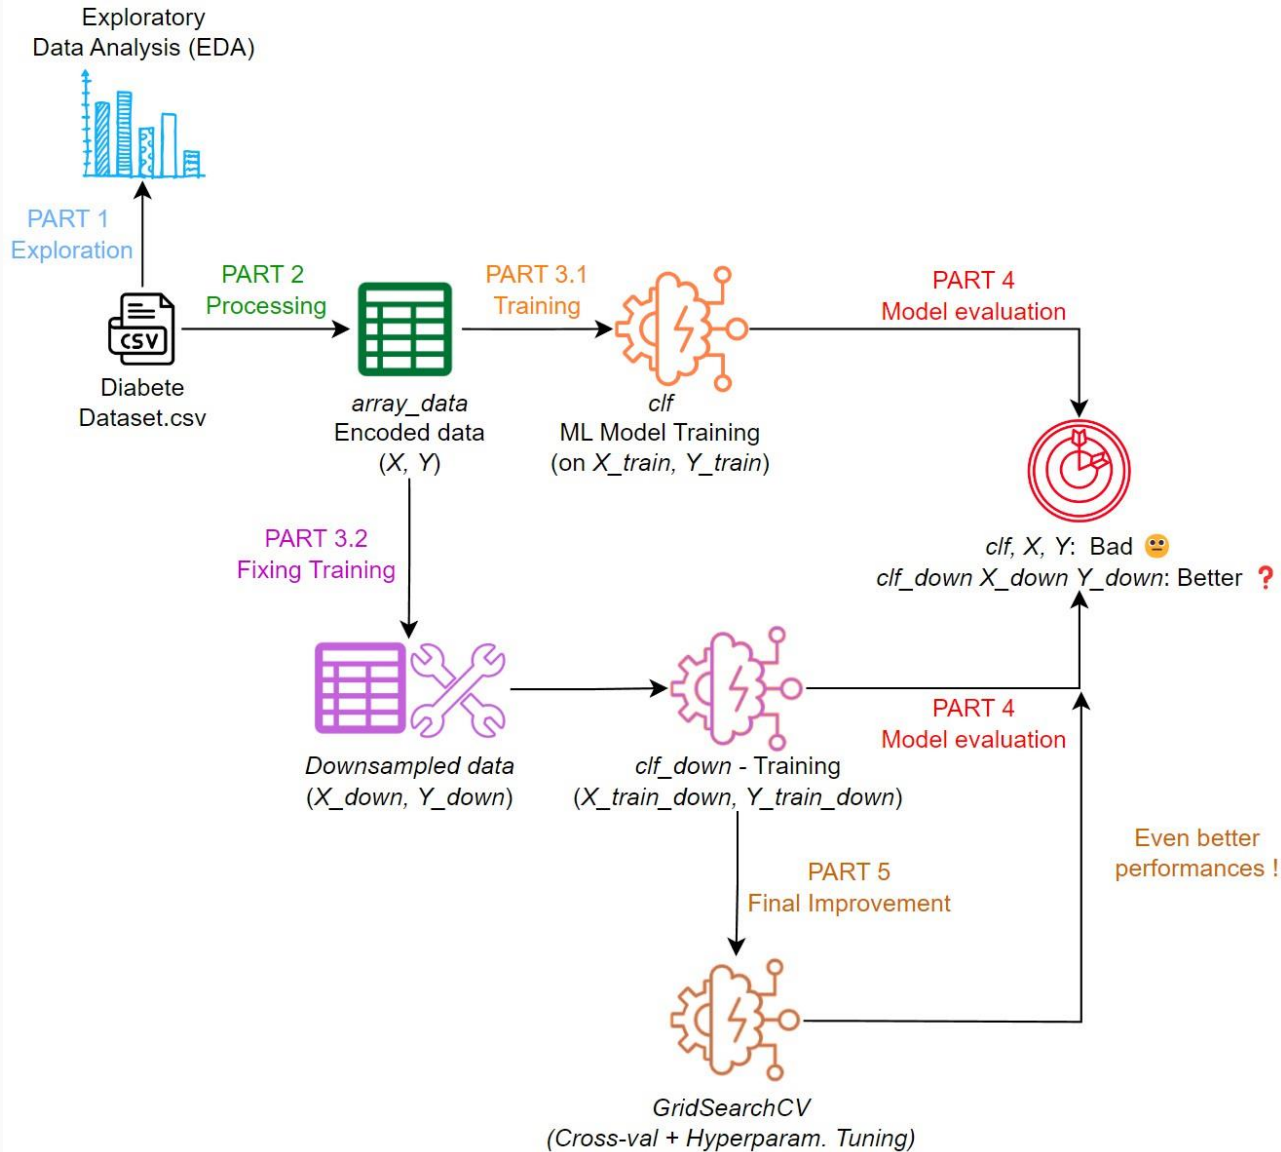 Exploratory
Data Analysis (EDA)
PART 1
Exploration
CSV
Diabete
Dataset.csv
PART 2
Processing
array_data
Encoded data
(X, Y)
PART 3.1
Training
clf
ML Model Training
(on X_train, Y_train)
PART 4
Model evaluation
clf, X, Y:  Bad 😐
clf_down X_down Y_down: Better ❓
PART 3.2
Fixing Training
Downsampled data
(X_down, Y_down)
clf_down - Training
(X_train_down, Y_train_down)
PART 4
Model evaluation
PART 5
Final Improvement
Even better
performances !
GridSearchCV
(Cross-val + Hyperparam. Tuning)